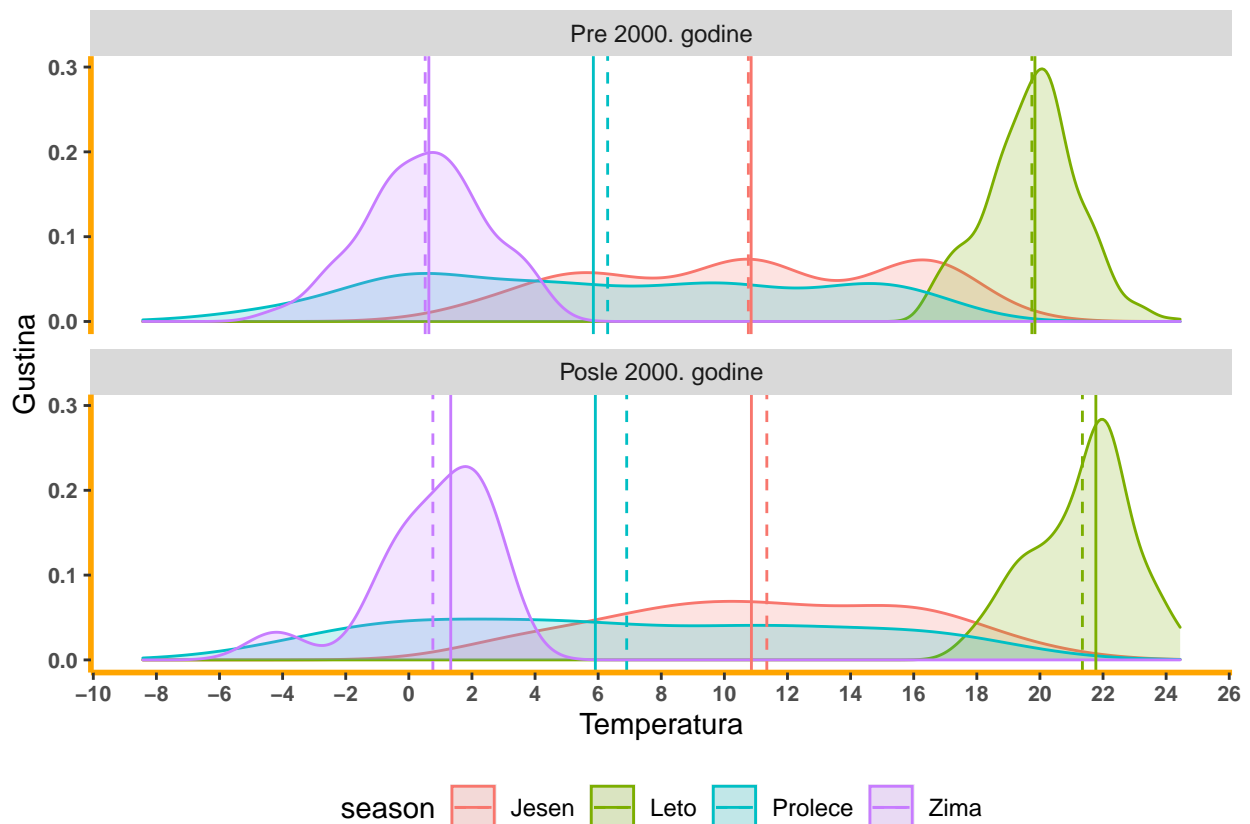 Pre 2000. godine
0.3
0.2
0.1
0.0
Posle 2000. godine
0.3
0.2
0.1
0.0
Gustina
−10 −8 −6 −4 −2 0 2 4 6 8 10 12 14 16 18 20 22 24 26
Temperatura
season Jesen Leto Prolece Zima